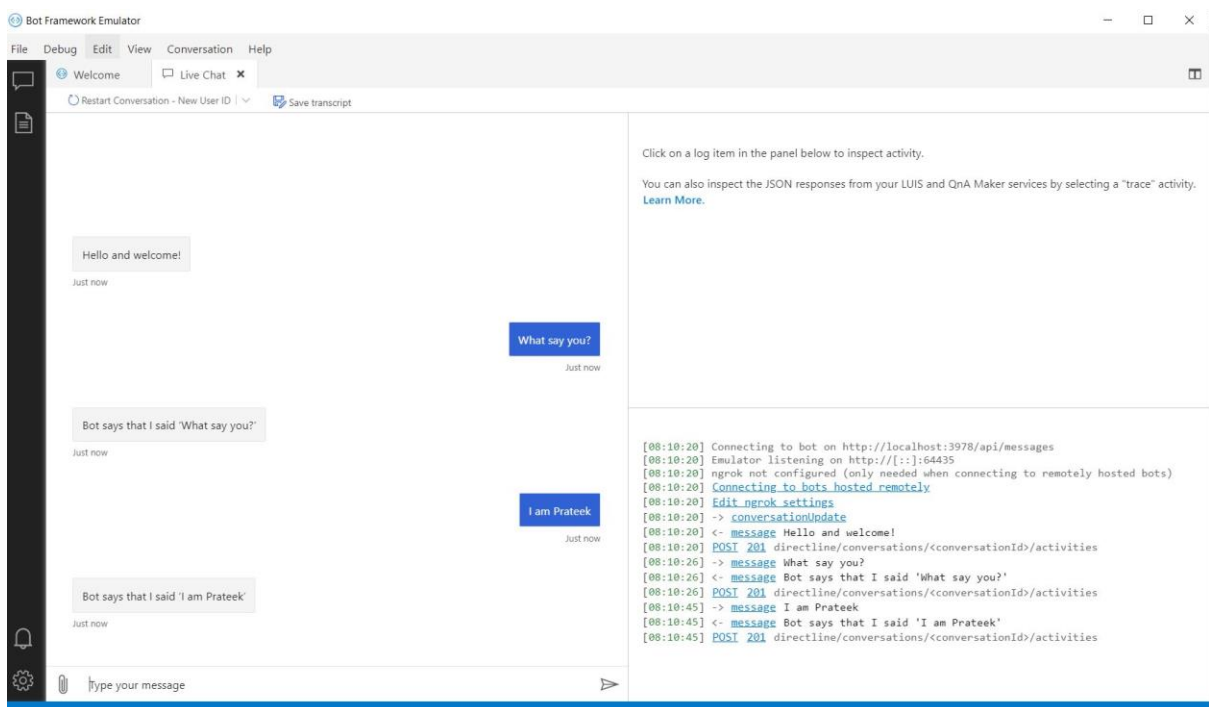 Bot Framework Emulator
File Debug Edit View Conversation Help
Welcome Live Chat
Restart Conversation - New User ID Save transcript
Hello and welcome!
Just now
What say you?
Just now
Bot says that I said 'What say you?'
Just now
I am Prateek
Just now
Bot says that I said 'I am Prateek'
Just now
Type your message
Click on a log item in the panel below to inspect activity.
You can also inspect the JSON responses from your LUIS and QnA Maker services by selecting a "trace" activity.
Learn More.
[08:10:20] Connecting to bot on http://localhost:3978/api/messages
[08:10:20] Emulator listening on http://[::]:64435
[08:10:20] ngrok not configured (only needed when connecting to remotely hosted bots)
[08:10:20] Connecting to bots hosted remotely
[08:10:20] Edit ngrok settings
[08:10:20] -> conversationUpdate
[08:10:20] <- message Hello and welcome!
[08:10:20] POST 201 directline/conversations/<conversationId>/activities
[08:10:26] -> message What say you?
[08:10:26] <- message Bot says that I said 'What say you?'
[08:10:26] POST 201 directline/conversations/<conversationId>/activities
[08:10:45] -> message I am Prateek
[08:10:45] <- message Bot says that I said 'I am Prateek'
[08:10:45] POST 201 directline/conversations/<conversationId>/activities